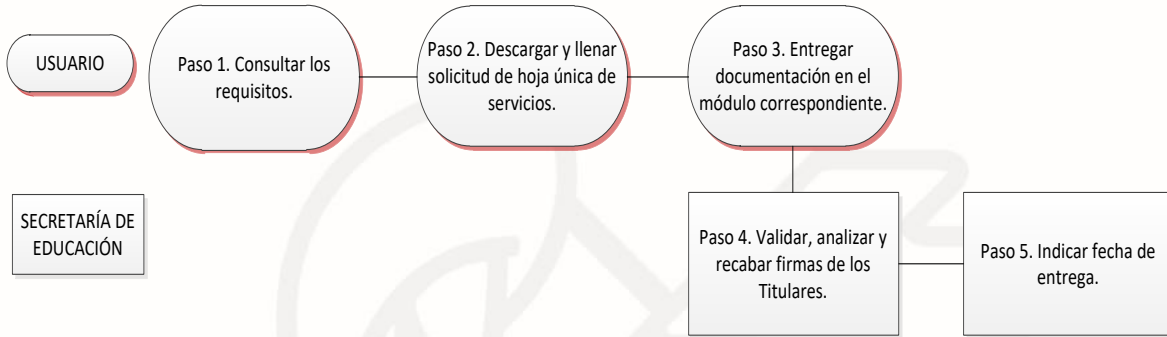 USUARIO
Paso 1. Consultar los
requisitos.
Paso 2. Descargar y llenar
solicitud de hoja única de
servicios.
Paso 3. Entregar
documentación en el
módulo correspondiente.
SECRETARÍA DE
EDUCACIÓN
Paso 4. Validar, analizar y
recabar firmas de los
Titulares.
Paso 5. Indicar fecha de
entrega.